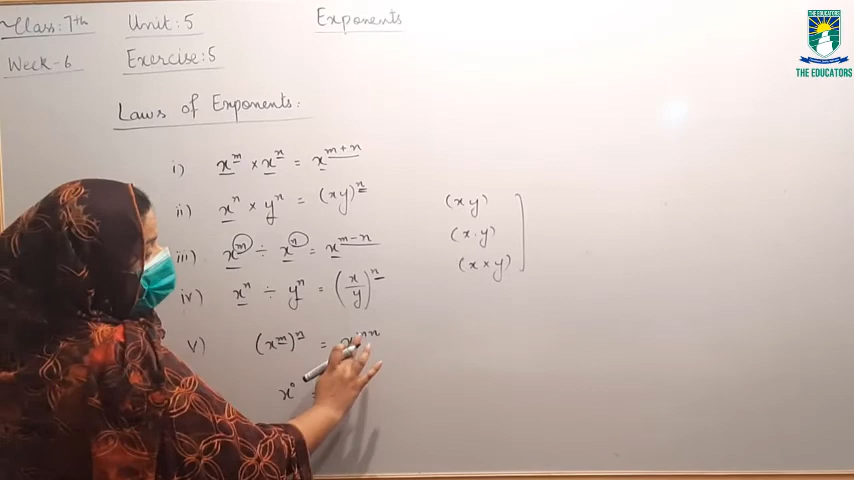 Class: 7th Unit: 5 Exponents
Week-6 Exercise: 5
Laws of Exponents:
i) x^m × x^n = x^(m+n)
ii) x^n × y^n = (xy)^n
iii) x^m ÷ x^n = x^(m-n)
iv) x^n ÷ y^n = (x/y)^n
v) (x^m)^n = x^mn
x^0 =
(xy)
(x.y)
(x×y)
THE EDUCATORS